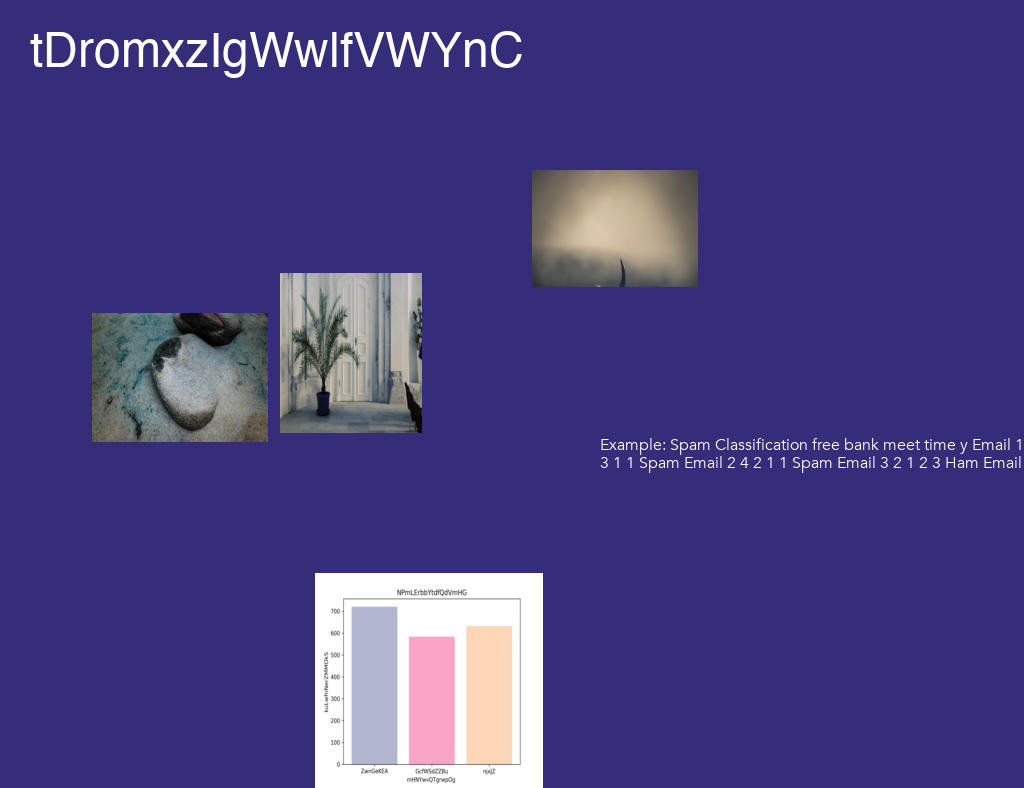 tDromxzIgWwIfVWYnC
Example: Spam Classification free bank meet time y Email 1
3 1 1 Spam Email 2 4 2 1 1 Spam Email 3 2 1 2 3 Ham Email
NPmLErbbYtdfQdVmHG
700
600
500
400
300
200
100
0
ZwnGeKEA
GcfWSdZZBu
njxjZ
mHNYwvQTgrwpOg